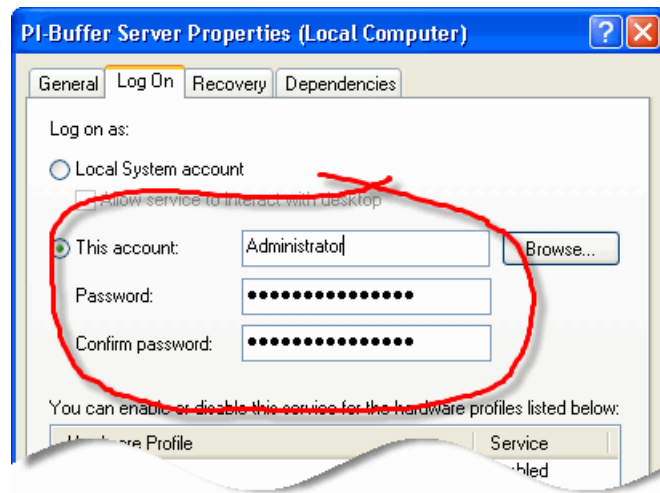 PI-Buffer Server Properties (Local Computer)
General Log On Recovery Dependencies
Log on as:
Local System account
Allow service to interact with desktop
This account: Administrator Browse...
Password: •••••••••••••••
Confirm password: •••••••••••••••
You can enable or disable this service for the hardware profiles listed below:
Hardware Profile Service